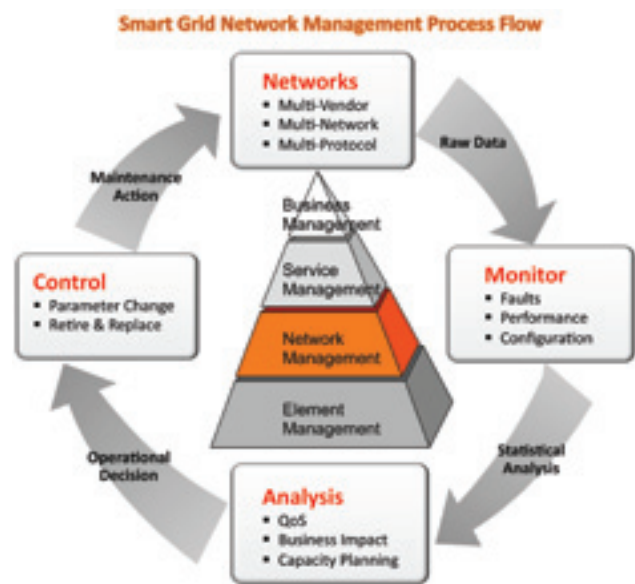 Smart Grid Network Management Process Flow
Networks
▪ Multi-Vendor
▪ Multi-Network
▪ Multi-Protocol
Raw Data
Monitor
▪ Faults
▪ Performance
▪ Configuration
Statistical
Analysis
Analysis
▪ QoS
▪ Business Impact
▪ Capacity Planning
Operational
Decision
Control
▪ Parameter Change
▪ Retire & Replace
Maintenance
Action
Business
Management
Service
Management
Network
Management
Element
Management